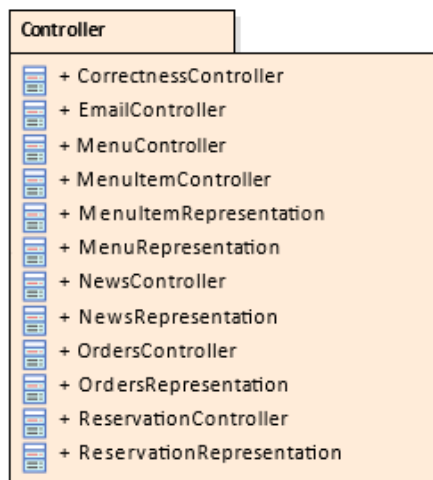 Controller
+ CorrectnessController
+ EmailController
+ MenuController
+ MenuItemController
+ MenuItemRepresentation
+ MenuRepresentation
+ NewsController
+ NewsRepresentation
+ OrdersController
+ OrdersRepresentation
+ ReservationController
+ ReservationRepresentation